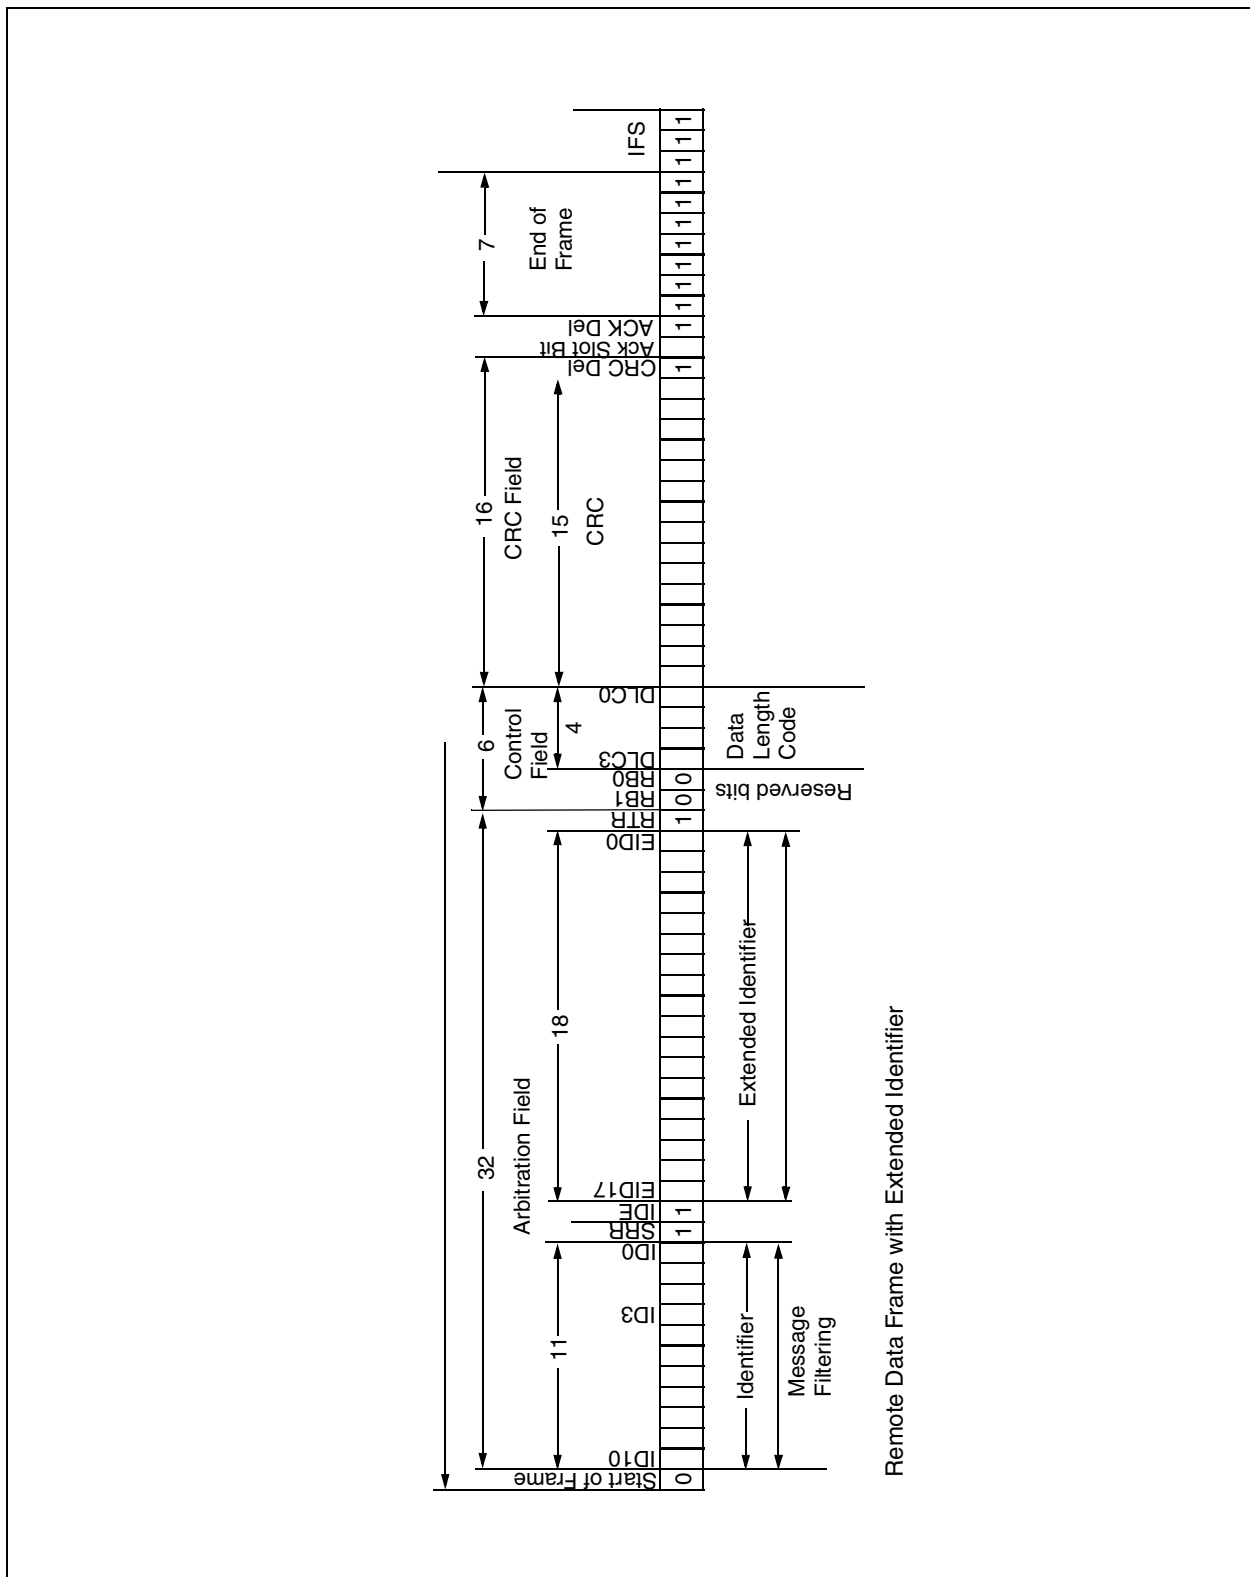 32
Arbitration Field
11
18
6
Control
Field
4
16
CRC Field
15
CRC
7
End of
Frame
IFS
Start of Frame
ID10
ID3
ID0
SRR
IDE
EID17
EID0
RTR
RB1
RB0
DLC3
DLC0
CRC Del
Ack Slot Bit
ACK Del
0 1 1 1 0 0 1 1 1 1 1 1 1 1 1 1 1 1
Identifier
Message
Filtering
Extended Identifier
Reserved bits
Data
Length
Code
Remote Data Frame with Extended Identifier